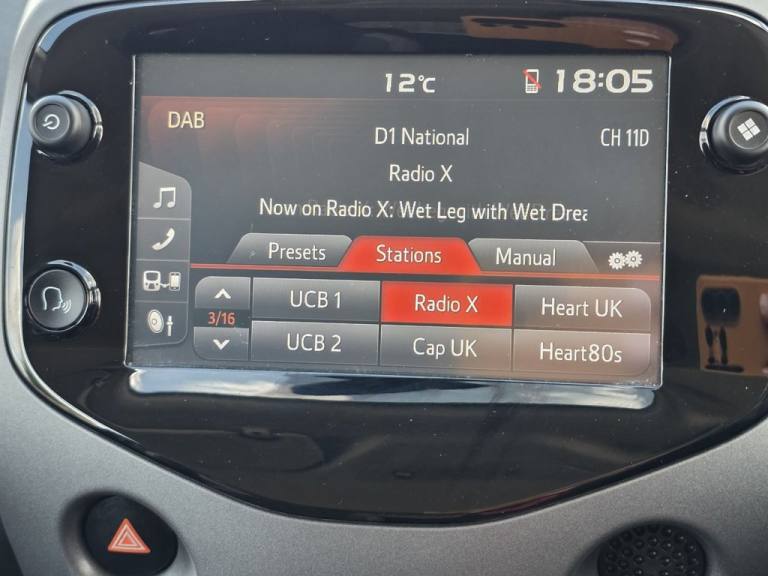 12°C 18:05
DAB
D1 National CH 11D
Radio X
Now on Radio X: Wet Leg with Wet Drea
Presets Stations Manual
UCB 1 Radio X Heart UK
3/16
UCB 2 Cap UK Heart80s